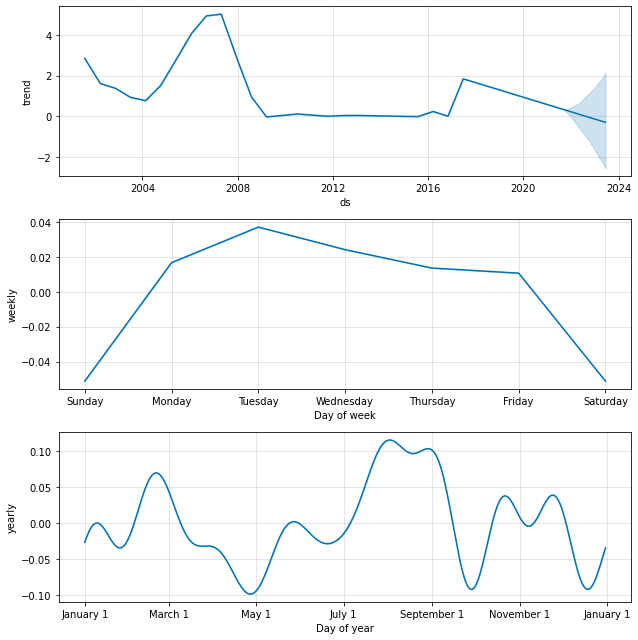 4
2
0
−2
trend
2004 2008 2012 2016 2020 2024
ds
0.04
0.02
0.00
−0.02
−0.04
weekly
Sunday Monday Tuesday Wednesday Thursday Friday Saturday
Day of week
0.10
0.05
0.00
−0.05
−0.10
yearly
January 1 March 1 May 1 July 1 September 1 November 1 January 1
Day of year